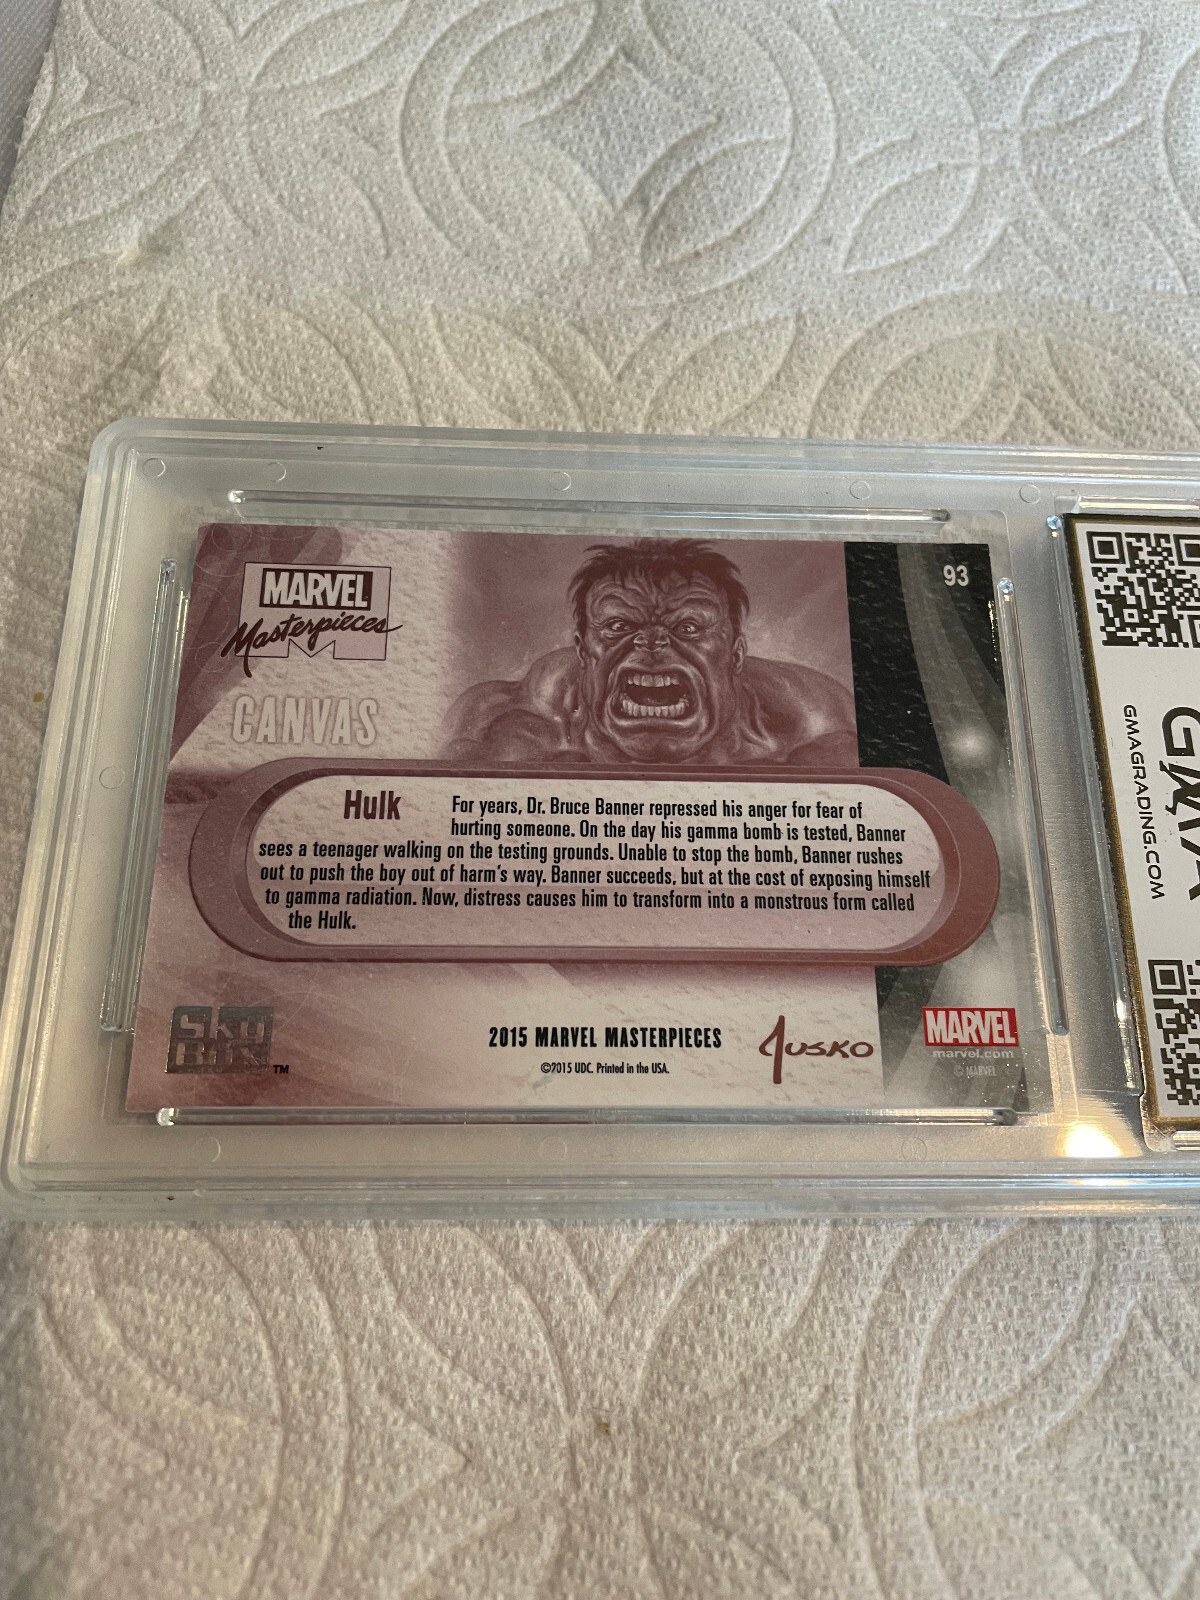 MARVEL
Masterpieces
CANVAS
93
Hulk
For years, Dr. Bruce Banner repressed his anger for fear of
hurting someone. On the day his gamma bomb is tested, Banner
sees a teenager walking on the testing grounds. Unable to stop the bomb, Banner rushes
out to push the boy out of harm's way. Banner succeeds, but at the cost of exposing himself
to gamma radiation. Now, distress causes him to transform into a monstrous form called
the Hulk.
SkyBox
™
2015 MARVEL MASTERPIECES
©2015 UDC. Printed in the USA.
JUSKO
MARVEL
marvel.com
© MARVEL
GMA
GMAGRADING.COM